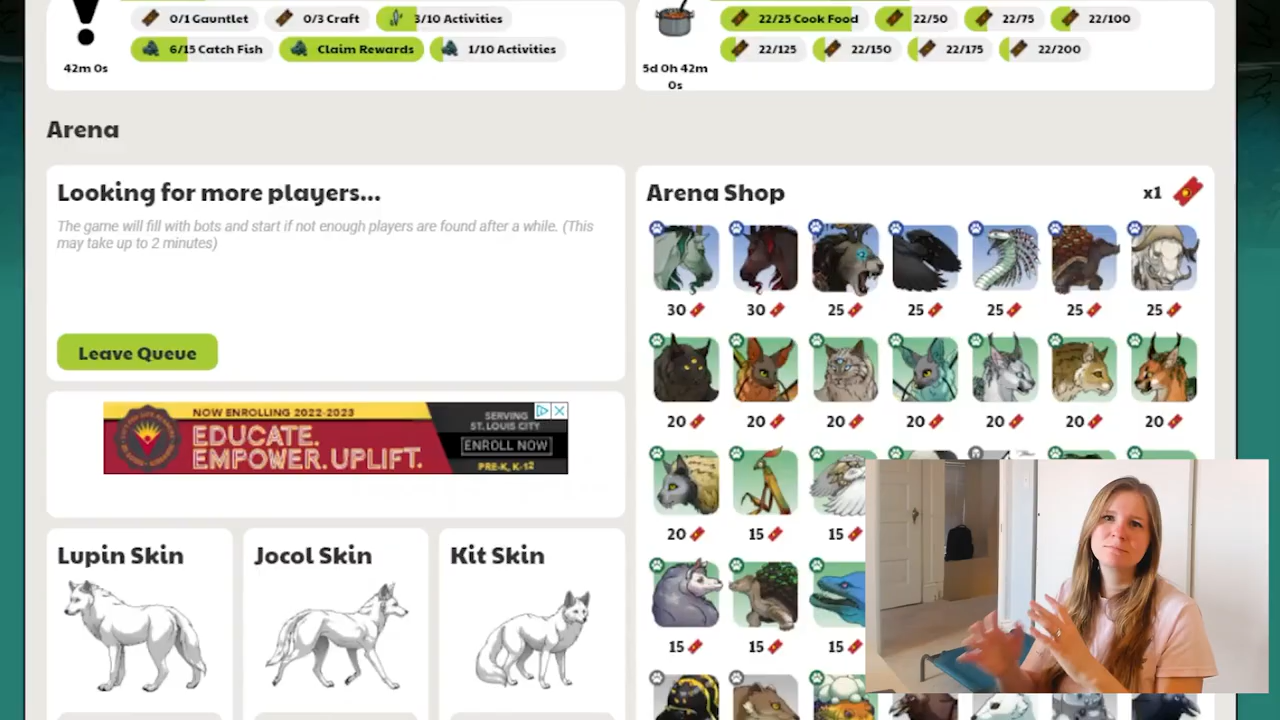 0/1 Gauntlet
0/3 Craft
3/10 Activities
6/15 Catch Fish
Claim Rewards
1/10 Activities
42m 0s
22/25 Cook Food
22/50
22/75
22/100
22/125
22/150
22/175
22/200
5d 0h 42m
0s
Arena
Looking for more players...
The game will fill with bots and start if not enough players are found after a while. (This
may take up to 2 minutes)
Leave Queue
NOW ENROLLING 2022-2023
EDUCATE.
EMPOWER. UPLIFT.
SERVING
ST. LOUIS CITY
ENROLL NOW
PRE-K, K-12
Lupin Skin
Jocol Skin
Kit Skin
Arena Shop
x1
30
30
25
25
25
25
25
20
20
20
20
20
20
20
20
15
15
15
15
15